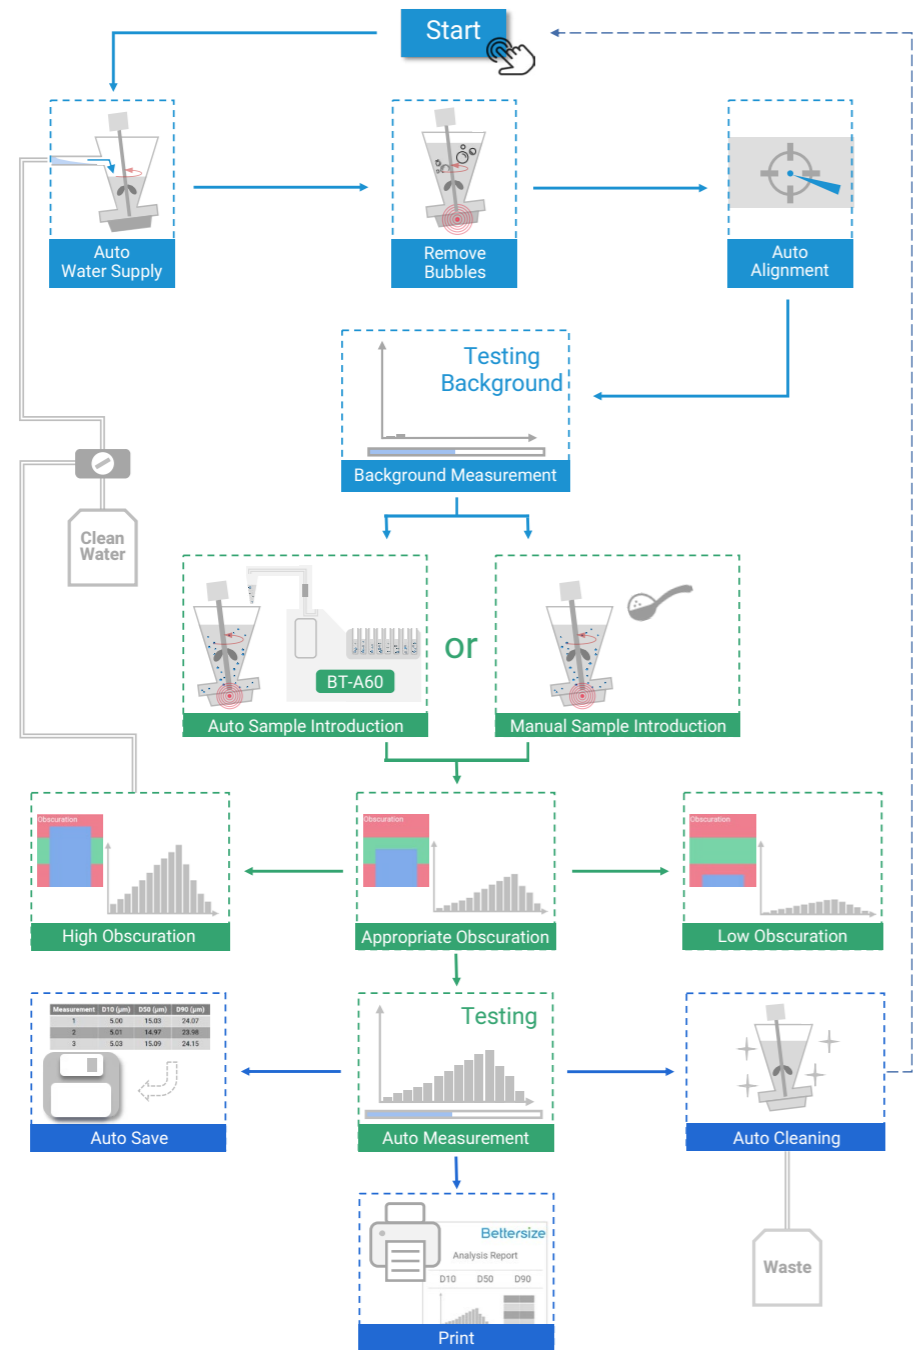 Start
Auto
Water Supply
Remove
Bubbles
Auto
Alignment
Testing
Background
Background Measurement
Clean
Water
BT-A60
or
Auto Sample Introduction
Manual Sample Introduction
Obscuration
High Obscuration
Obscuration
Appropriate Obscuration
Obscuration
Low Obscuration
Measurement D10 (μm) D50 (μm) D90 (μm)
1 5.00 15.03 24.07
2 5.01 14.97 23.98
3 5.03 15.09 24.15
Auto Save
Testing
Auto Measurement
Auto Cleaning
Bettersize
Analysis Report
D10 D50 D90
Print
Waste